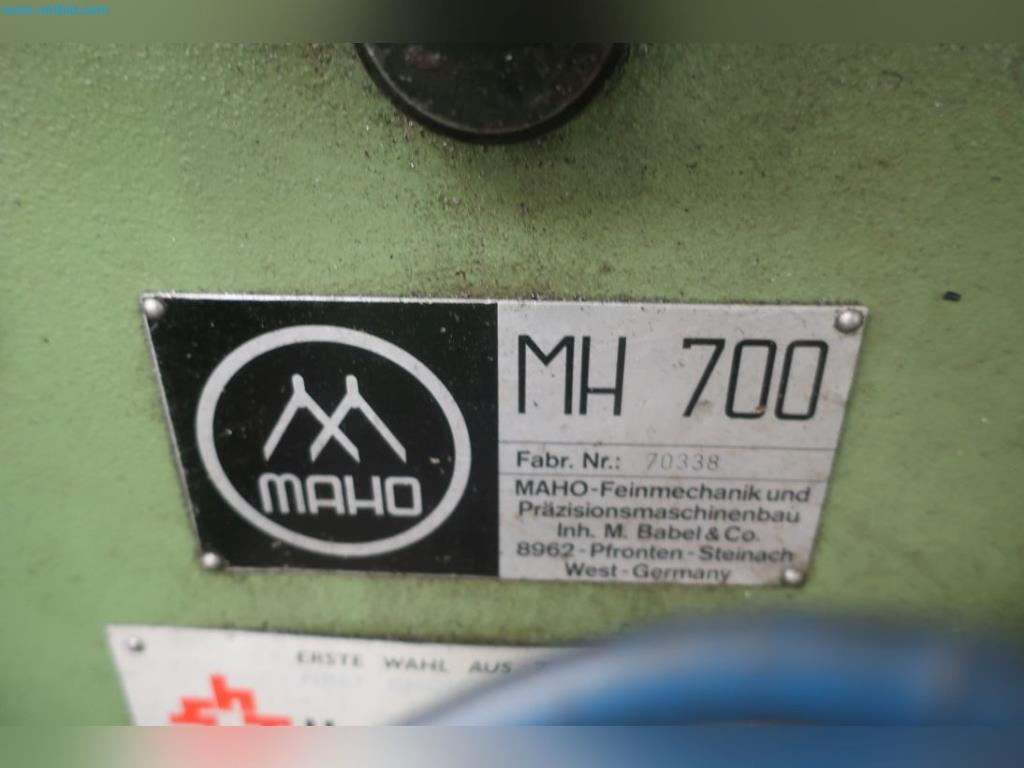 www.netbid.com
MAHO
MH 700
Fabr. Nr.: 70338
MAHO-Feinmechanik und
Präzisionsmaschinenbau
Inh. M. Babel & Co.
8962-Pfronten-Steinach
West-Germany
ERSTE WAHL AUS